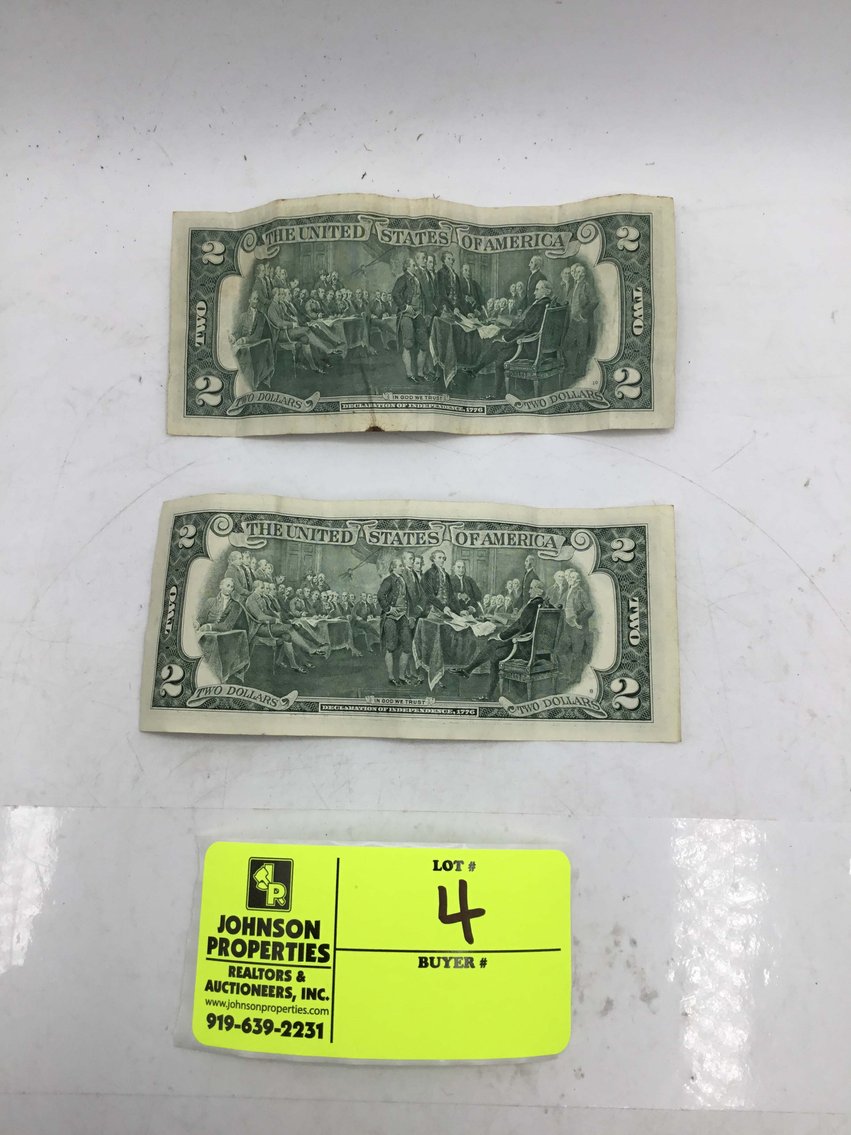 2 THE UNITED STATES OF AMERICA 2
TWO TWO
2 TWO DOLLARS IN GOD WE TRUST TWO DOLLARS 2
DECLARATION OF INDEPENDENCE, 1776
10
2 THE UNITED STATES OF AMERICA 2
TWO TWO
2 TWO DOLLARS IN GOD WE TRUST TWO DOLLARS 2
DECLARATION OF INDEPENDENCE, 1776
JP
JOHNSON
PROPERTIES
REALTORS &
AUCTIONEERS, INC.
www.johnsonproperties.com
919-639-2231
LOT #
4
BUYER #